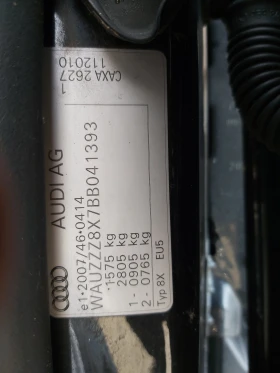 AUDI AG
e1*2007/46*0414
WAUZZZ8X7BB041393
1575 kg
2805 kg
1 - 0905 kg
2 - 0765 kg
Typ 8X EU5
1 CAXA 2627
112010